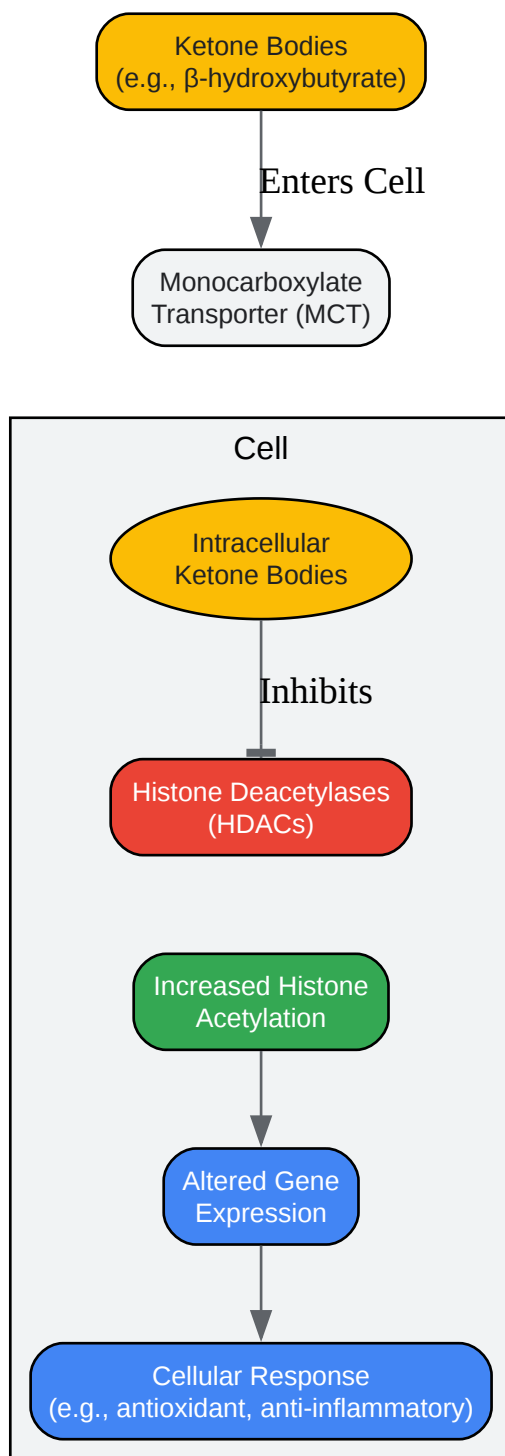 Ketone Bodies
(e.g., β-hydroxybutyrate)
Enters Cell
Monocarboxylate
Transporter (MCT)
Cell
Intracellular
Ketone Bodies
Inhibits
Histone Deacetylases
(HDACs)
Increased Histone
Acetylation
Altered Gene
Expression
Cellular Response
(e.g., antioxidant, anti-inflammatory)